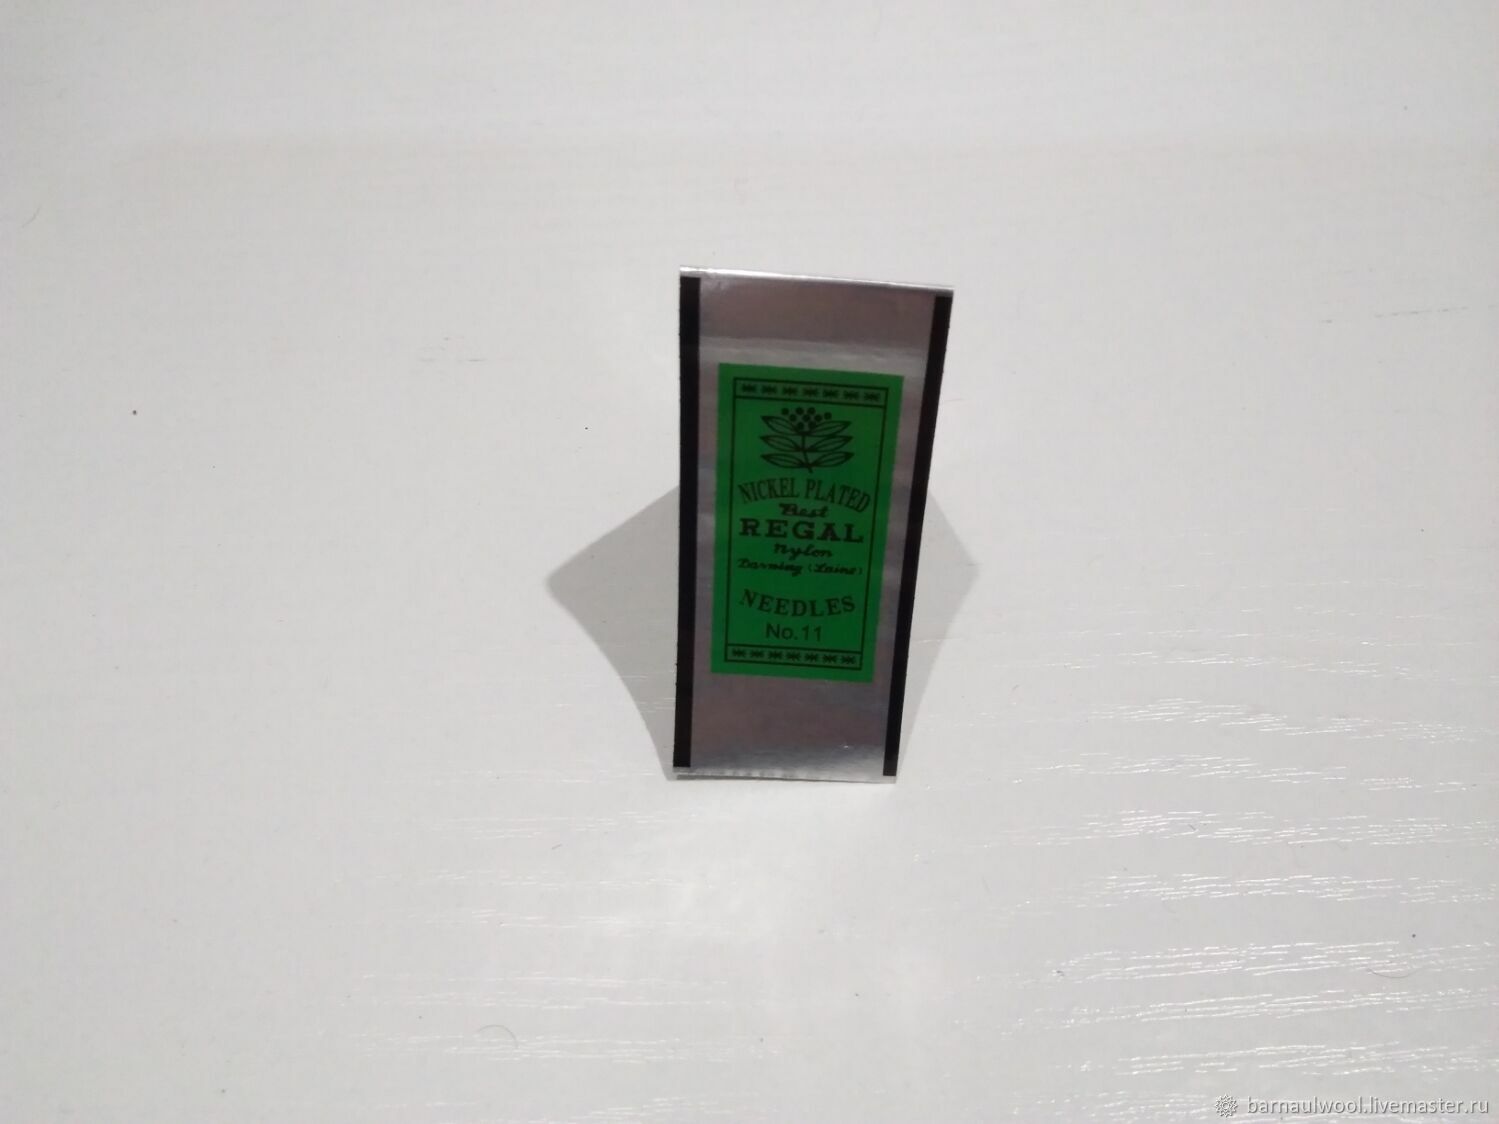 NICKEL PLATED
Best
REGAL
Nylon
Darning (Laine)
NEEDLES
No.11
barnaulwool.livemaster.ru